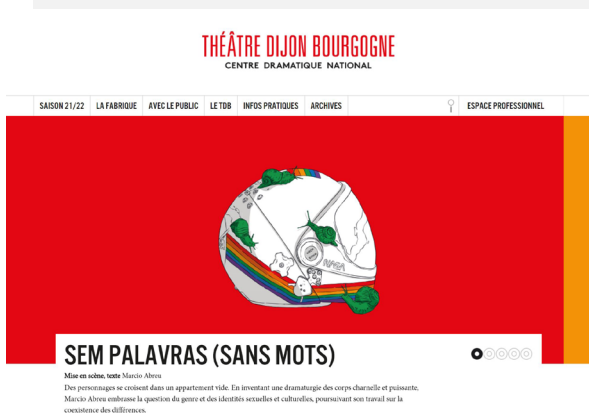 THÉÂTRE DIJON BOURGOGNE
CENTRE DRAMATIQUE NATIONAL
SAISON 21/22 LA FABRIQUE AVEC LE PUBLIC LE TDB INFOS PRATIQUES ARCHIVES ESPACE PROFESSIONNEL
NASA
SEM PALAVRAS (SANS MOTS)
Mise en scène, texte Marcio Abreu
Des personnages se croisent dans un appartement vide. En inventant une dramaturgie des corps charnelle et puissante,
Marcio Abreu embrasse la question du genre et des identités sexuelles et culturelles, poursuivant son travail sur la
coexistence des différences.